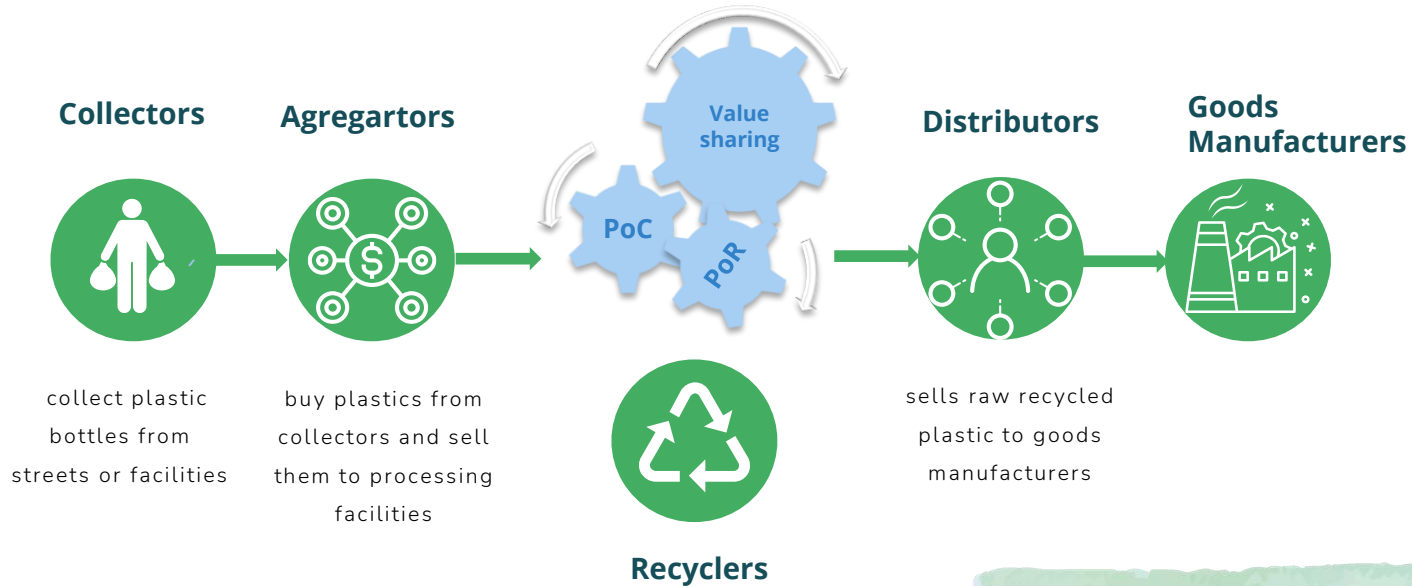 Collectors
collect plastic
bottles from
streets or facilities
Agregartors
$
buy plastics from
collectors and sell
them to processing
facilities
Value
sharing
PoC
PoR
Recyclers
Distributors
sells raw recycled
plastic to goods
manufacturers
Goods
Manufacturers